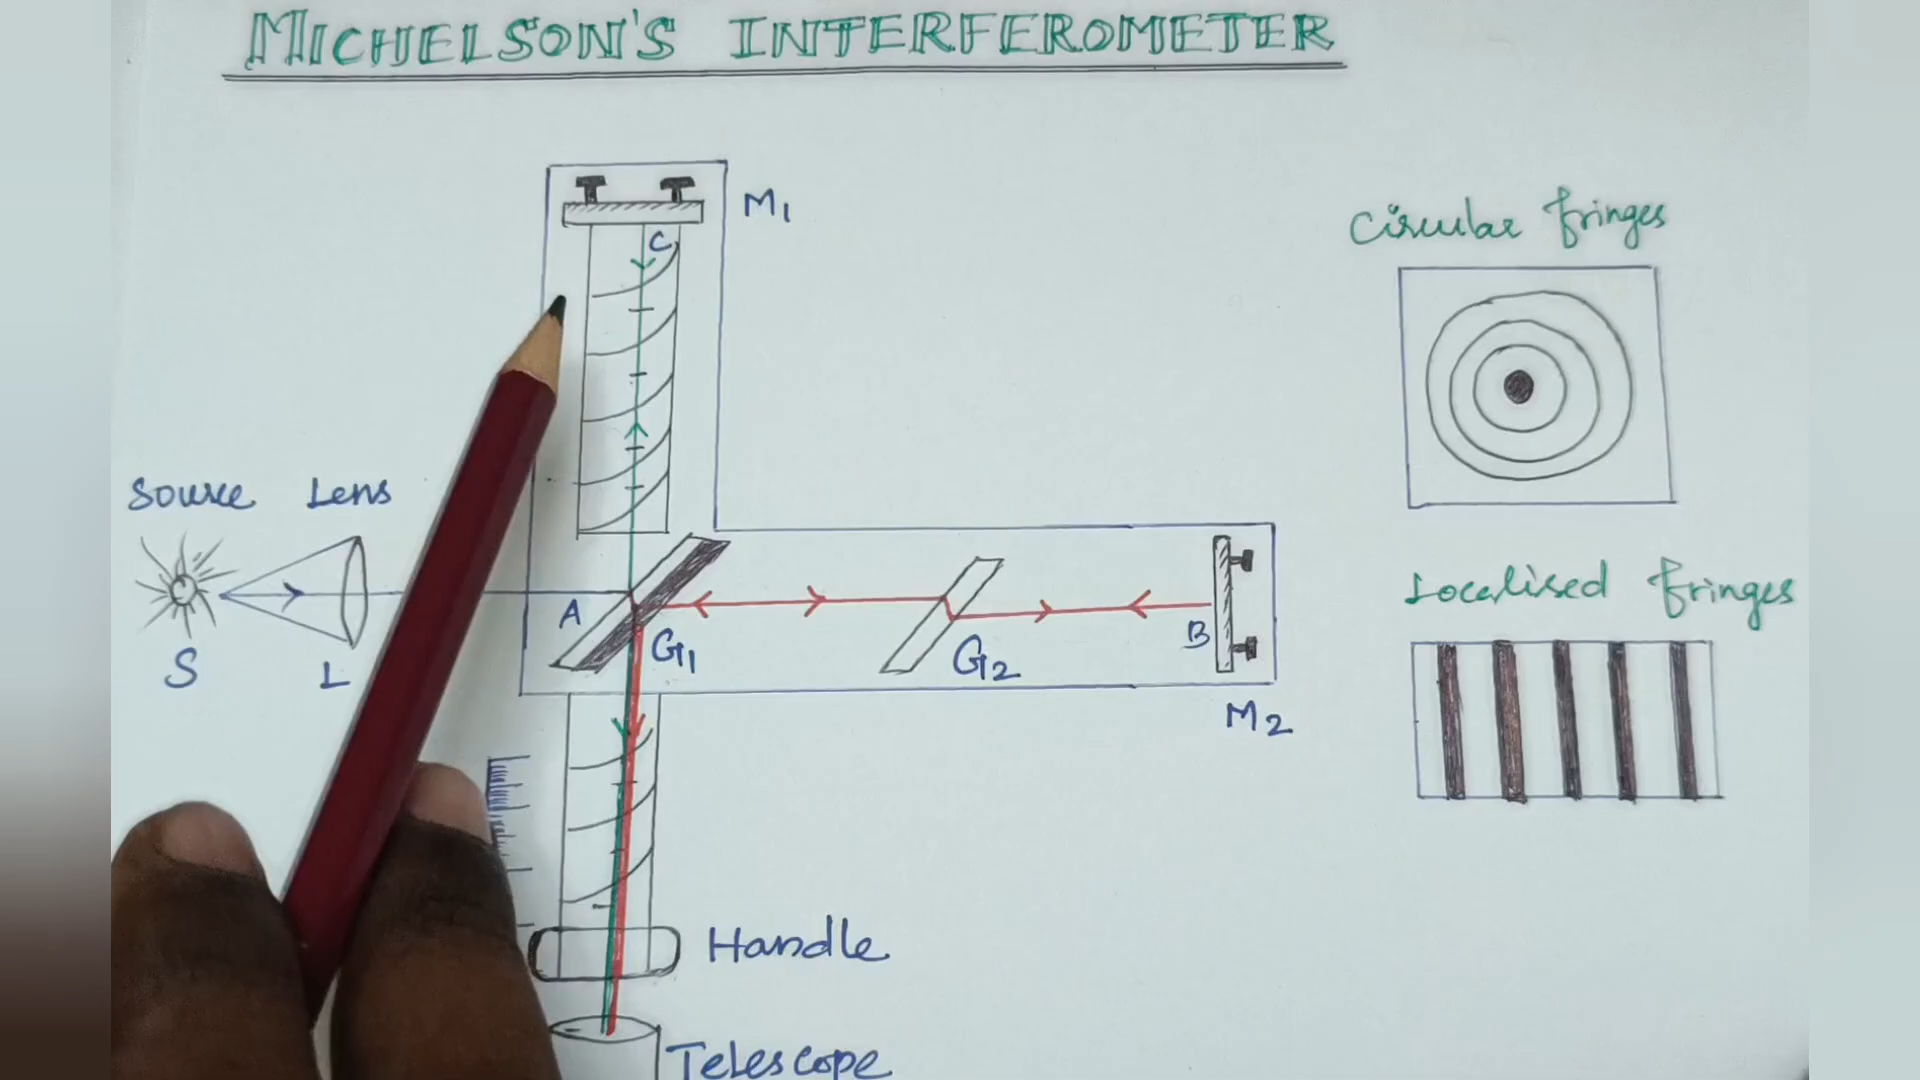 MICHELSON'S INTERFEROMETER
M1
C
Circular fringes
Source Lens
S L
A
G1
G2
B
M2
Localised fringes
Handle
Telescope